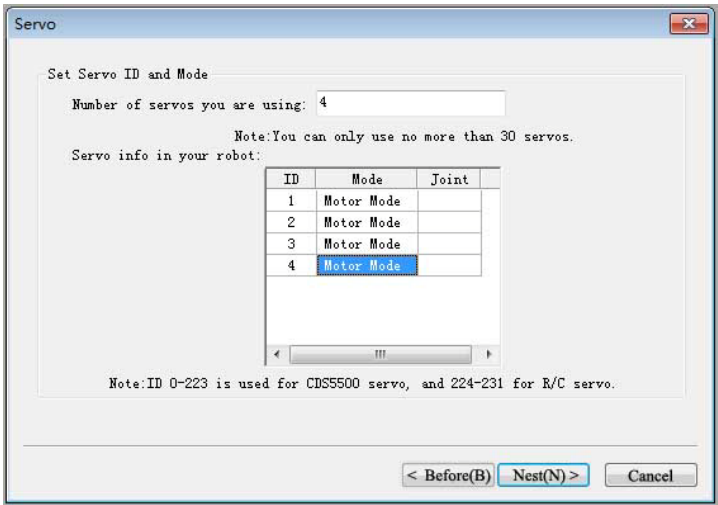 Servo
Set Servo ID and Mode
Number of servos you are using: 4
Note:You can only use no more than 30 servos.
Servo info in your robot:
ID Mode Joint
1 Motor Mode
2 Motor Mode
3 Motor Mode
4 Motor Mode
Note:ID 0-223 is used for CDS5500 servo, and 224-231 for R/C servo.
< Before(B) Nest(N) > Cancel